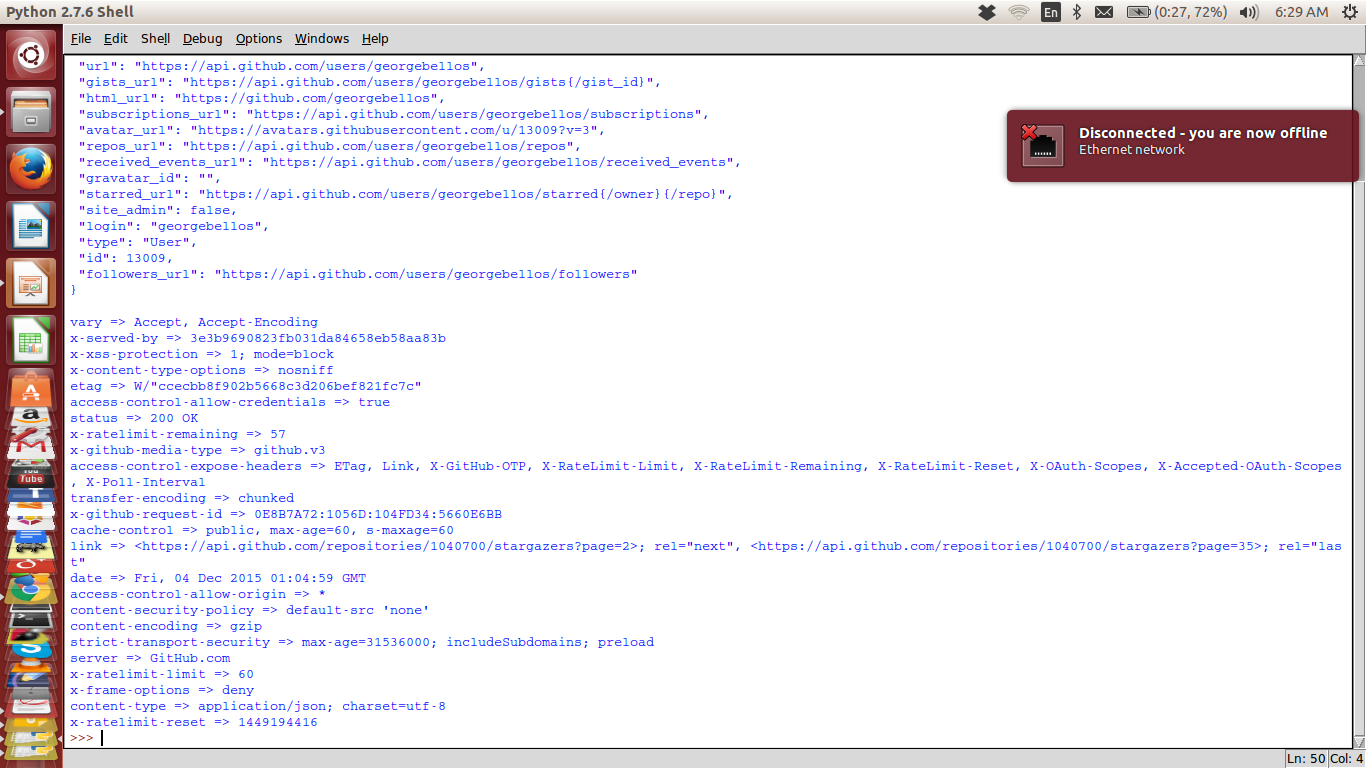 Python 2.7.6 Shell
En
(0:27, 72%)
6:29 AM
File Edit Shell Debug Options Windows Help
"url": "https://api.github.com/users/georgebellos",
"gists_url": "https://api.github.com/users/georgebellos/gists{/gist_id}",
"html_url": "https://github.com/georgebellos",
"subscriptions_url": "https://api.github.com/users/georgebellos/subscriptions",
"avatar_url": "https://avatars.githubusercontent.com/u/13009?v=3",
"repos_url": "https://api.github.com/users/georgebellos/repos",
"received_events_url": "https://api.github.com/users/georgebellos/received_events",
"gravatar_id": "",
"starred_url": "https://api.github.com/users/georgebellos/starred{/owner}{/repo}",
"site_admin": false,
"login": "georgebellos",
"type": "User",
"id": 13009,
"followers_url": "https://api.github.com/users/georgebellos/followers"
}
Disconnected - you are now offline
Ethernet network
vary => Accept, Accept-Encoding
x-served-by => 3e3b9690823fb031da84658eb58aa83b
x-xss-protection => 1; mode=block
x-content-type-options => nosniff
etag => W/"ccecbb8f902b5668c3d206bef821fc7c"
access-control-allow-credentials => true
status => 200 OK
x-ratelimit-remaining => 57
x-github-media-type => github.v3
access-control-expose-headers => ETag, Link, X-GitHub-OTP, X-RateLimit-Limit, X-RateLimit-Remaining, X-RateLimit-Reset, X-OAuth-Scopes, X-Accepted-OAuth-Scopes
, X-Poll-Interval
transfer-encoding => chunked
x-github-request-id => 0E8B7A72:1056D:104FD34:5660E6BB
cache-control => public, max-age=60, s-maxage=60
link => <https://api.github.com/repositories/1040700/stargazers?page=2>; rel="next", <https://api.github.com/repositories/1040700/stargazers?page=35>; rel="las
t"
date => Fri, 04 Dec 2015 01:04:59 GMT
access-control-allow-origin => *
content-security-policy => default-src 'none'
content-encoding => gzip
strict-transport-security => max-age=31536000; includeSubdomains; preload
server => GitHub.com
x-ratelimit-limit => 60
x-frame-options => deny
content-type => application/json; charset=utf-8
x-ratelimit-reset => 1449194416
>>>
You
Tube
Ln: 50 Col: 4